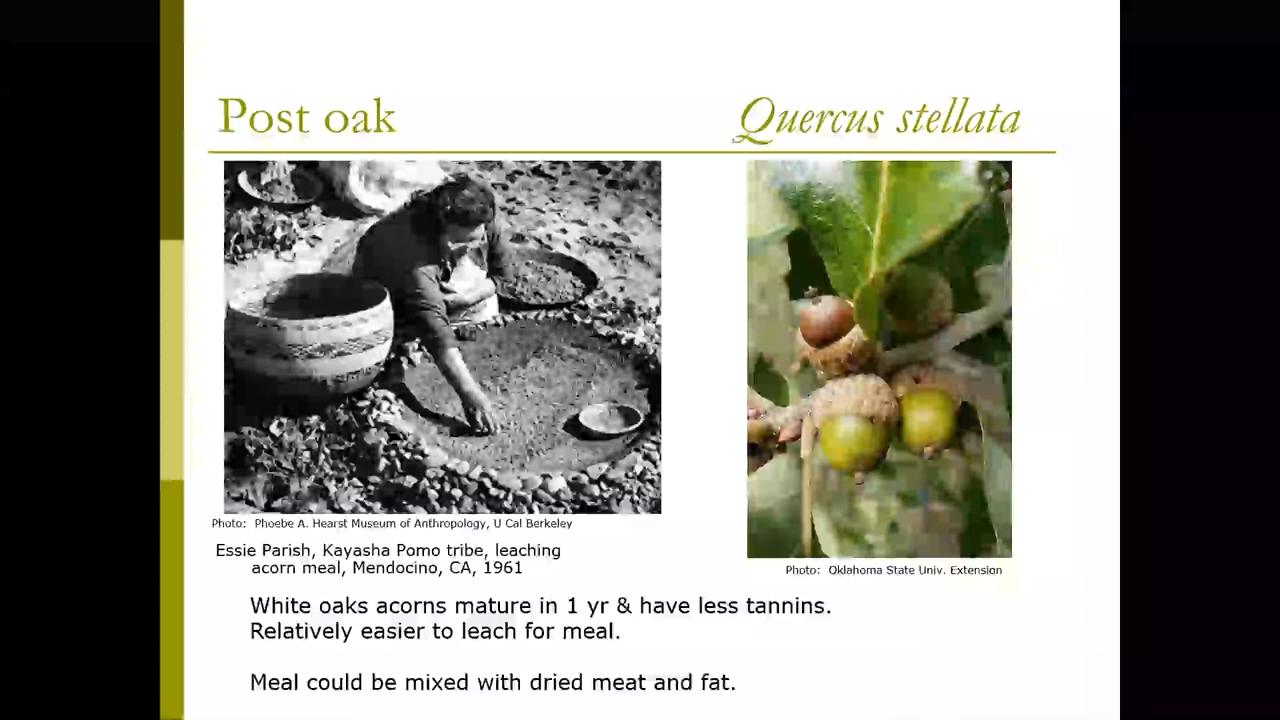 Post oak
Quercus stellata
Photo: Phoebe A. Hearst Museum of Anthropology, U Cal Berkeley
Essie Parish, Kayasha Pomo tribe, leaching
acorn meal, Mendocino, CA, 1961
Photo: Oklahoma State Univ. Extension
White oaks acorns mature in 1 yr & have less tannins.
Relatively easier to leach for meal.
Meal could be mixed with dried meat and fat.